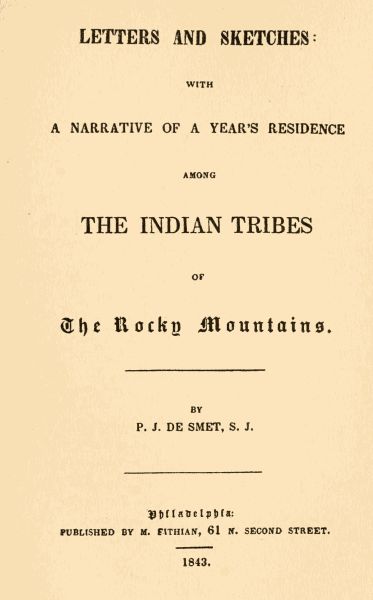 LETTERS AND SKETCHES:
WITH
A NARRATIVE OF A YEAR'S RESIDENCE
AMONG
THE INDIAN TRIBES
OF
The Rocky Mountains.
BY
P. J. DE SMET, S. J.
Philadelphia:
PUBLISHED BY M. FITHIAN, 61 N. SECOND STREET.
1843.